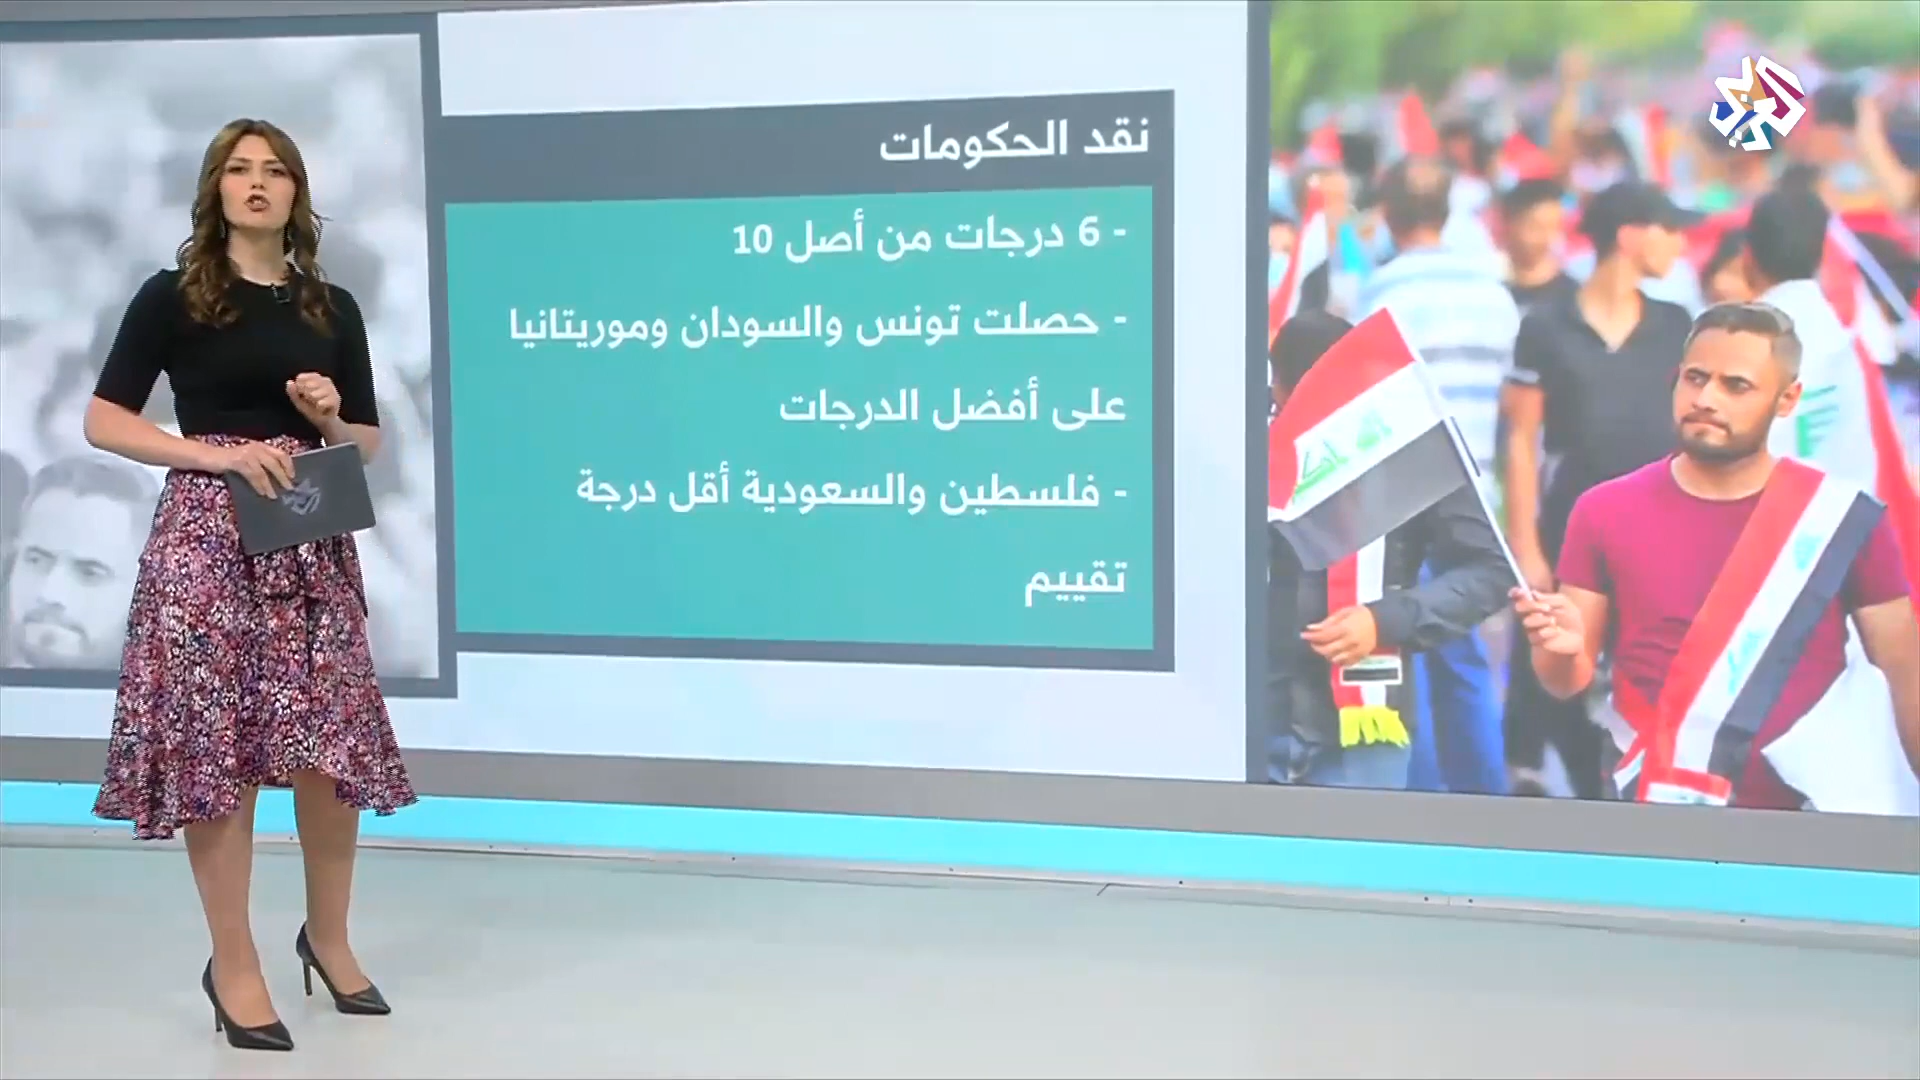 نقد الحكومات
- 6 درجات من أصل 10
- حصلت تونس والسودان وموريتانيا
على أفضل الدرجات
- فلسطين والسعودية أقل درجة
تقييم
العربي